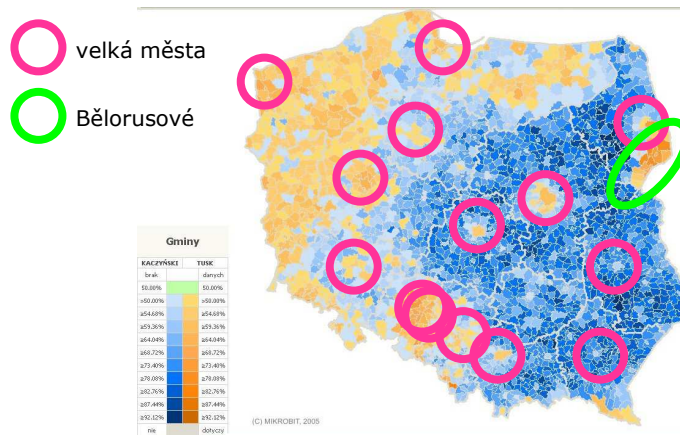 velká města
Bělorusové
Gminy
KACZYŃSKI TUSK
brak danych
50.00% 50.00%
>50.00% >50.00%
≥54.68% ≥54.68%
≥59.36% ≥59.36%
≥64.04% ≥64.04%
≥68.72% ≥68.72%
≥73.40% ≥73.40%
≥78.08% ≥78.08%
≥82.76% ≥82.76%
≥87.44% ≥87.44%
≥92.12% ≥92.12%
nie dotyczy
(C) MIKROBIT, 2005